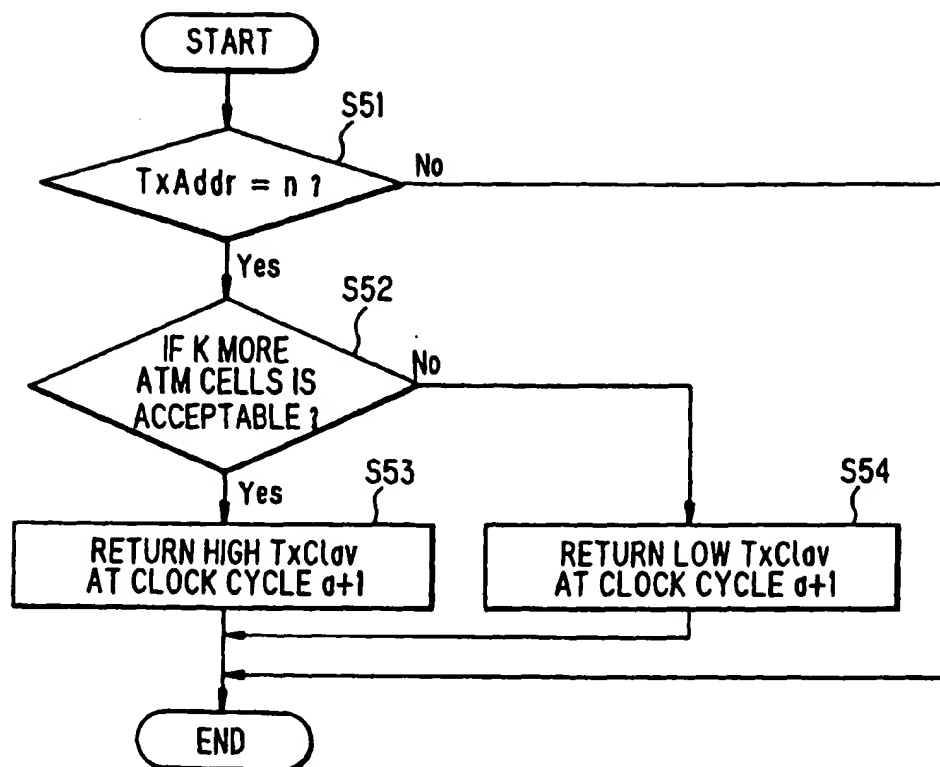 START
S51
TxAddr = n ?
No
Yes
S52
IF K MORE
ATM CELLS IS
ACCEPTABLE ?
No
Yes
S53
S54
RETURN HIGH TxClav
AT CLOCK CYCLE a+1
RETURN LOW TxClav
AT CLOCK CYCLE a+1
END